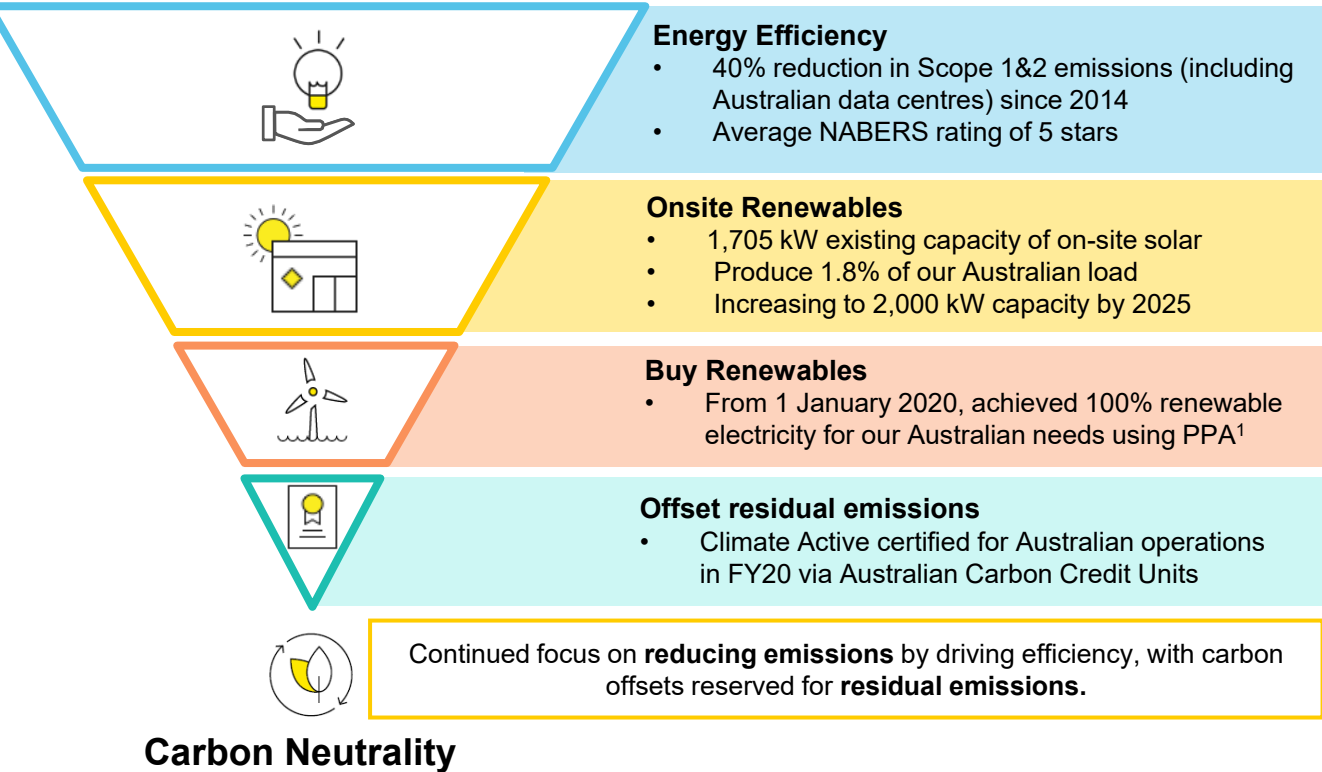 Energy Efficiency
• 40% reduction in Scope 1&2 emissions (including
Australian data centres) since 2014
• Average NABERS rating of 5 stars
Onsite Renewables
• 1,705 kW existing capacity of on-site solar
• Produce 1.8% of our Australian load
• Increasing to 2,000 kW capacity by 2025
Buy Renewables
• From 1 January 2020, achieved 100% renewable
electricity for our Australian needs using PPA¹
Offset residual emissions
• Climate Active certified for Australian operations
in FY20 via Australian Carbon Credit Units
Continued focus on reducing emissions by driving efficiency, with carbon
offsets reserved for residual emissions.
Carbon Neutrality